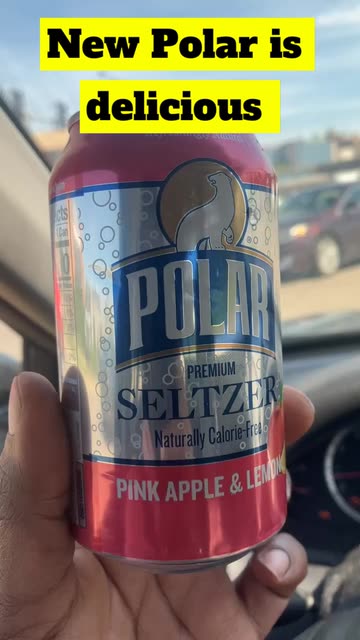 New Polar is
delicious
POLAR
PREMIUM
SELTZER
Naturally Calorie-Free
PINK APPLE & LEMON